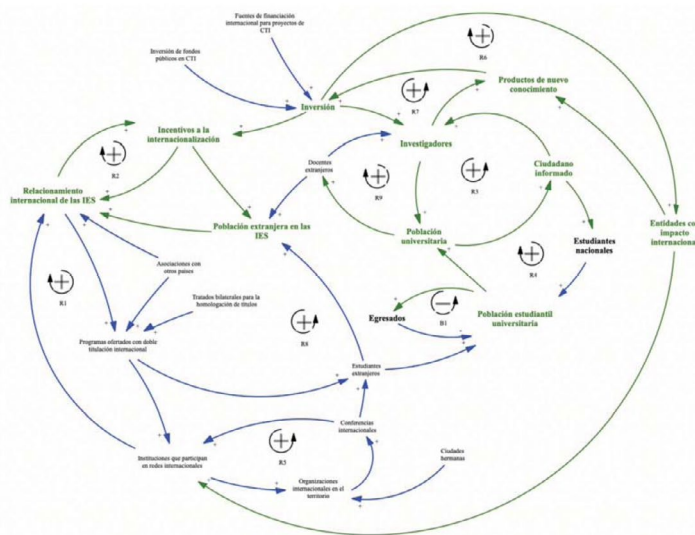 Fuentes de financiación
internacional para proyectos de
CTI
Inversión de fondos
públicos en CTI
Inversión
R6
Productos de nuevo
conocimiento
R7
Incentivos a la
internacionalización
R2
Investigadores
Docentes
extranjeros
R9
R3
Ciudadano
informado
Relacionamiento
internacional de las IES
Población extranjera en las
IES
Población
universitaria
Entidades co
impacto
internaciona
Estudiantes
nacionales
R4
Asociaciones con
otros países
R1
Tratados bilaterales para la
homologación de títulos
Egresados
B1
Población estudiantil
universitaria
R8
Programas ofertados con doble
titulación internacional
Estudiantes
extranjeros
Conferencias
internacionales
R5
Instituciones que participan
en redes internacionales
Ciudades
hermanas
Organizaciones
internacionales en el
territorio